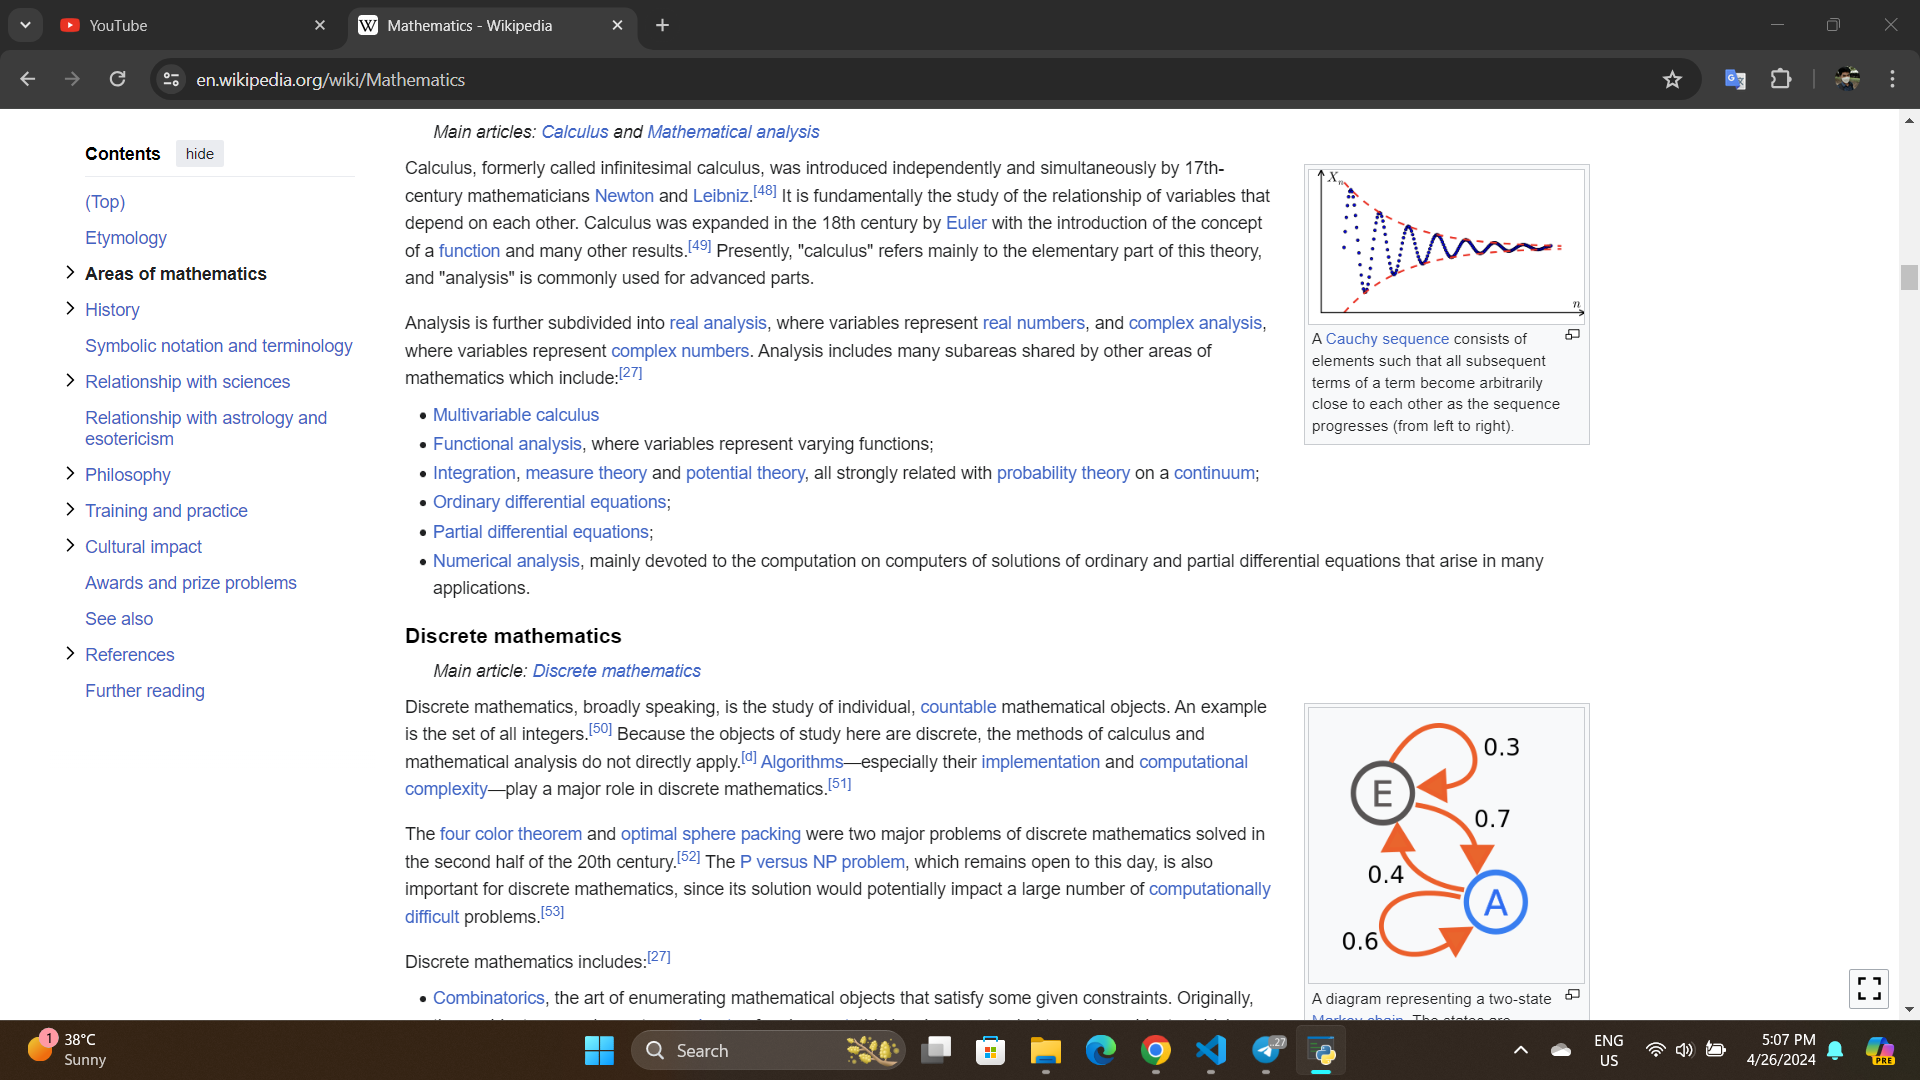 YouTube
Mathematics - Wikipedia
en.wikipedia.org/wiki/Mathematics
Contents hide
(Top)
Etymology
Areas of mathematics
History
Symbolic notation and terminology
Relationship with sciences
Relationship with astrology and
esotericism
Philosophy
Training and practice
Cultural impact
Awards and prize problems
See also
References
Further reading
Main articles: Calculus and Mathematical analysis
Calculus, formerly called infinitesimal calculus, was introduced independently and simultaneously by 17th-
century mathematicians Newton and Leibniz.[48] It is fundamentally the study of the relationship of variables that
depend on each other. Calculus was expanded in the 18th century by Euler with the introduction of the concept
of a function and many other results.[49] Presently, "calculus" refers mainly to the elementary part of this theory,
and "analysis" is commonly used for advanced parts.
Analysis is further subdivided into real analysis, where variables represent real numbers, and complex analysis,
where variables represent complex numbers. Analysis includes many subareas shared by other areas of
mathematics which include:[27]
• Multivariable calculus
• Functional analysis, where variables represent varying functions;
• Integration, measure theory and potential theory, all strongly related with probability theory on a continuum;
• Ordinary differential equations;
• Partial differential equations;
• Numerical analysis, mainly devoted to the computation on computers of solutions of ordinary and partial differential equations that arise in many
applications.
Xn
n
A Cauchy sequence consists of
elements such that all subsequent
terms of a term become arbitrarily
close to each other as the sequence
progresses (from left to right).
Discrete mathematics
Main article: Discrete mathematics
Discrete mathematics, broadly speaking, is the study of individual, countable mathematical objects. An example
is the set of all integers.[50] Because the objects of study here are discrete, the methods of calculus and
mathematical analysis do not directly apply.[d] Algorithms—especially their implementation and computational
complexity—play a major role in discrete mathematics.[51]
The four color theorem and optimal sphere packing were two major problems of discrete mathematics solved in
the second half of the 20th century.[52] The P versus NP problem, which remains open to this day, is also
important for discrete mathematics, since its solution would potentially impact a large number of computationally
difficult problems.[53]
Discrete mathematics includes:[27]
• Combinatorics, the art of enumerating mathematical objects that satisfy some given constraints. Originally,
0.3
E
0.7
0.4
A
0.6
A diagram representing a two-state
1
38°C
Sunny
Search
27
ENG
US
5:07 PM
4/26/2024
PRE